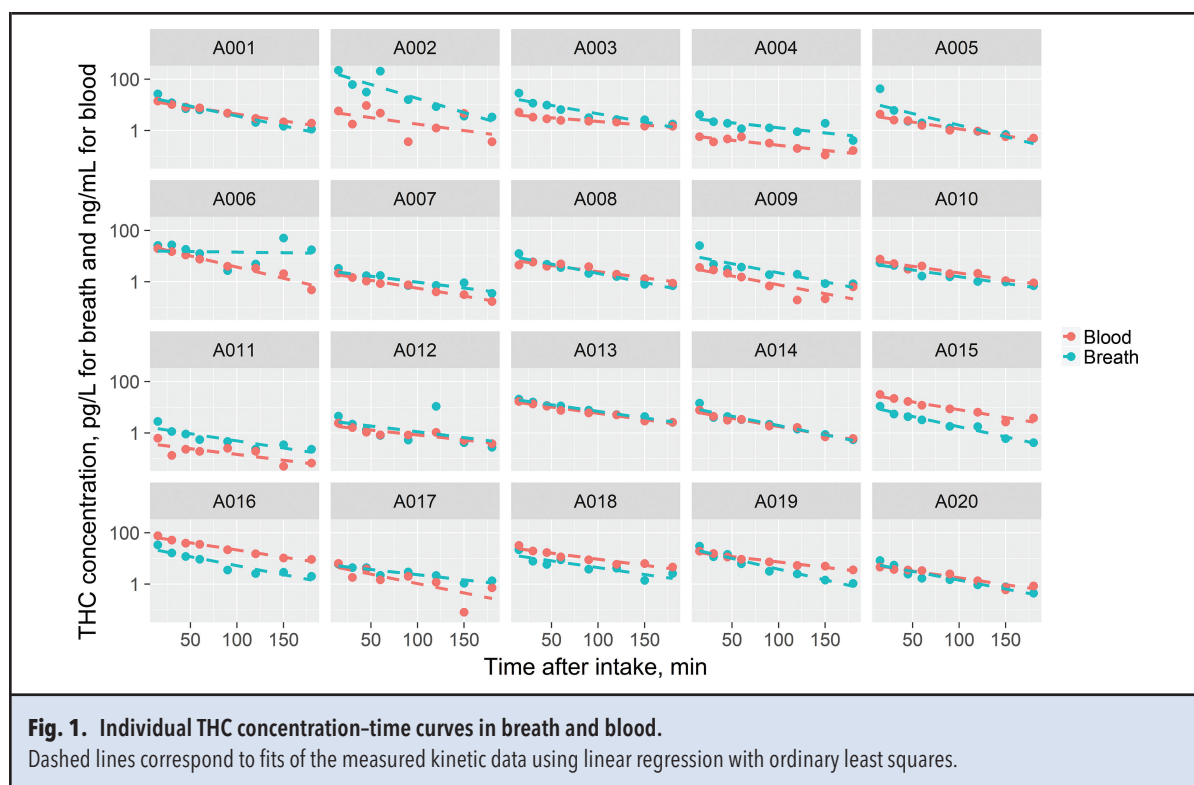 A001 A002 A003 A004 A005
100
1
A006 A007 A008 A009 A010
100
1
A011 A012 A013 A014 A015
100
1
A016 A017 A018 A019 A020
100
1
50 100 150 50 100 150 50 100 150 50 100 150 50 100 150
Time after intake, min
THC concentration, pg/L for breath and ng/mL for blood
Blood
Breath
Fig. 1. Individual THC concentration–time curves in breath and blood.
Dashed lines correspond to fits of the measured kinetic data using linear regression with ordinary least squares.